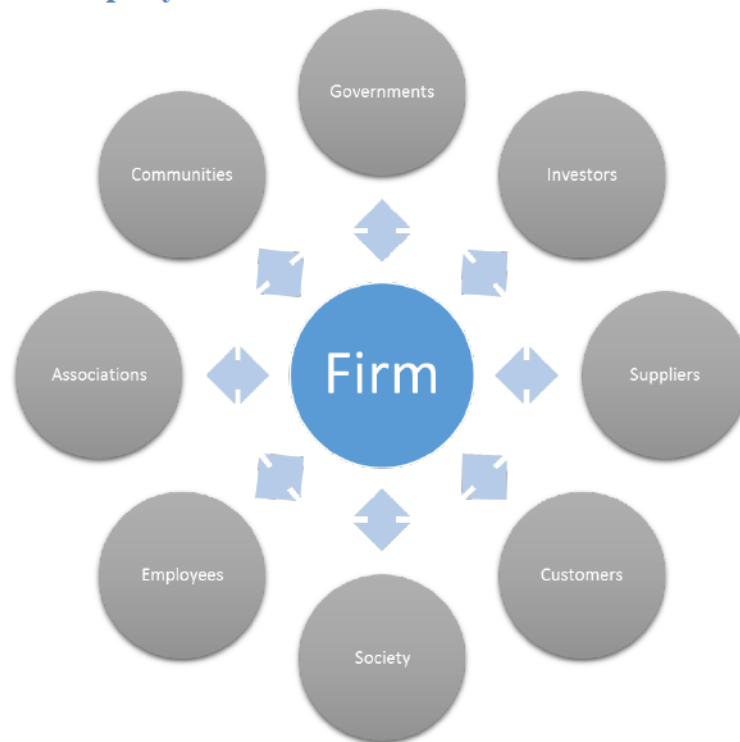 Governments
Communities
Investors
Associations
Firm
Suppliers
Employees
Customers
Society